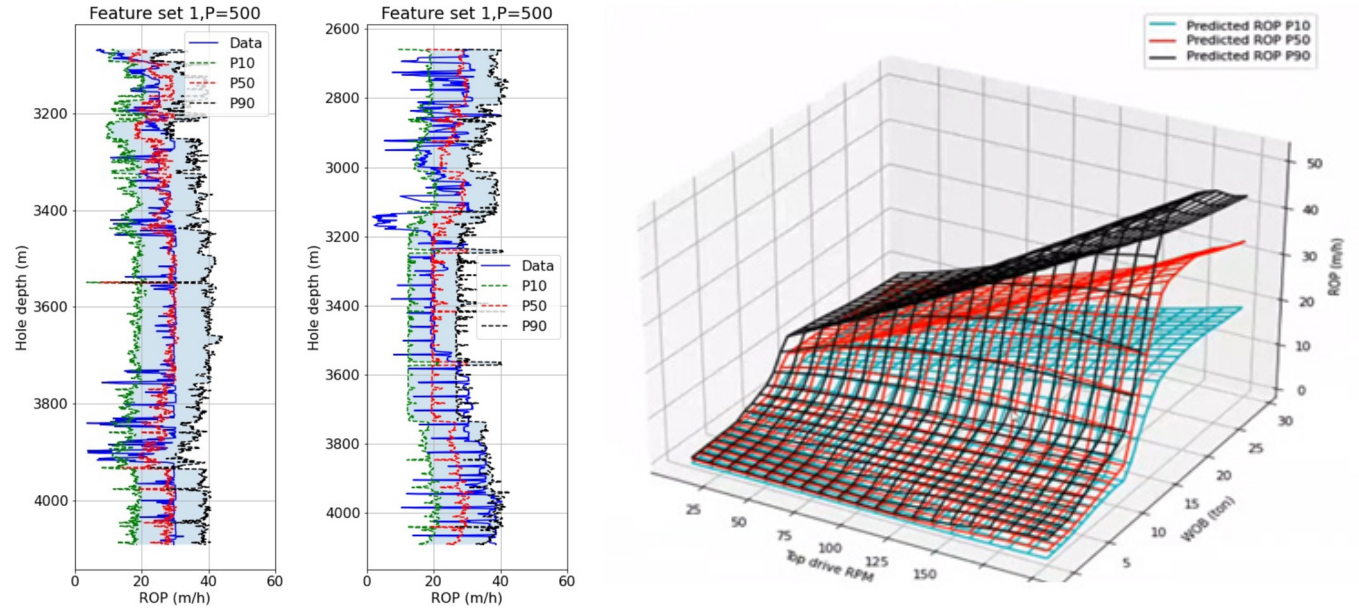 Feature set 1,P=500
Data
P10
P50
P90
3200
3400
3600
3800
4000
Hole depth (m)
0
20
40
60
ROP (m/h)
Feature set 1,P=500
2600
2800
3000
3200
3400
3600
3800
4000
Hole depth (m)
Data
P10
P50
P90
0
20
40
60
ROP (m/h)
Predicted ROP P10
Predicted ROP P50
Predicted ROP P90
25
50
75
100
125
150
Top drive RPM
5
10
15
20
25
30
WOB (ton)
0
10
20
30
40
50
ROP (m/h)